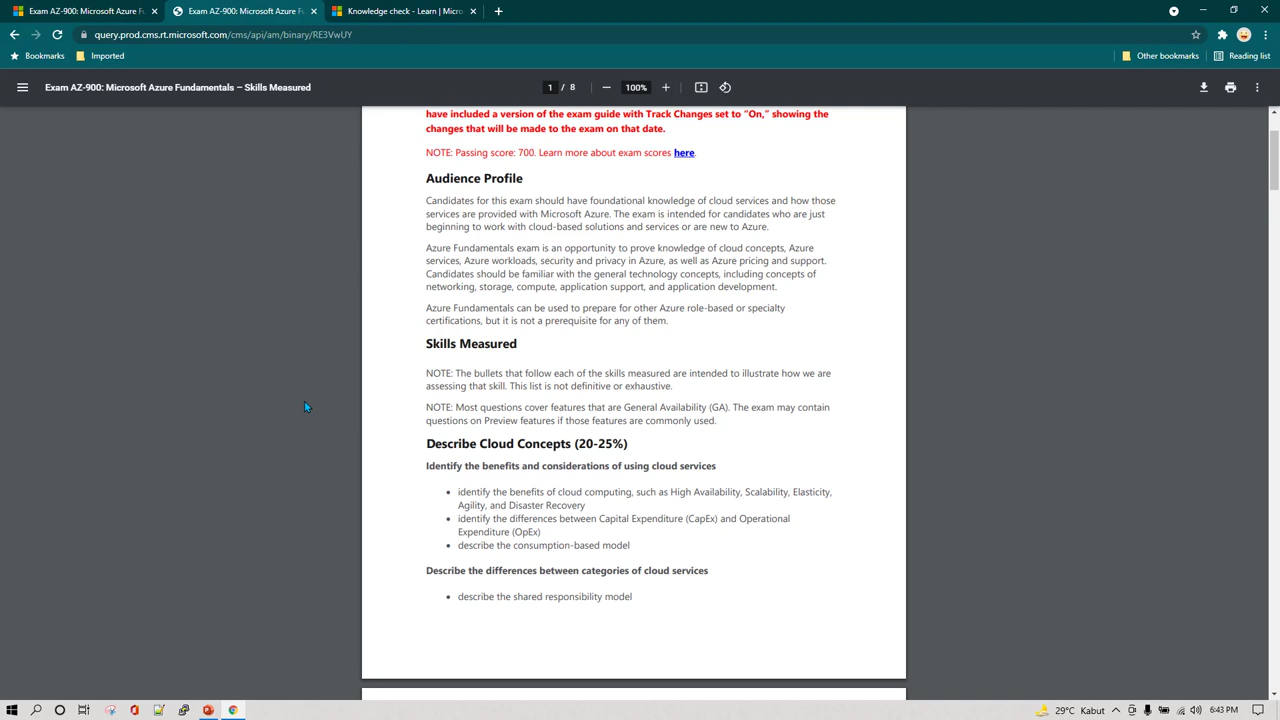 Exam AZ-900: Microsoft Azure Fu
Exam AZ-900: Microsoft Azure Fu
Knowledge check - Learn | Micro
query.prod.cms.rt.microsoft.com/cms/api/am/binary/RE3VwUY
Bookmarks
Imported
Other bookmarks
Reading list
Exam AZ-900: Microsoft Azure Fundamentals – Skills Measured
1 / 8
100%
have included a version of the exam guide with Track Changes set to “On,” showing the
changes that will be made to the exam on that date.
NOTE: Passing score: 700. Learn more about exam scores here.
Audience Profile
Candidates for this exam should have foundational knowledge of cloud services and how those
services are provided with Microsoft Azure. The exam is intended for candidates who are just
beginning to work with cloud-based solutions and services or are new to Azure.
Azure Fundamentals exam is an opportunity to prove knowledge of cloud concepts, Azure
services, Azure workloads, security and privacy in Azure, as well as Azure pricing and support.
Candidates should be familiar with the general technology concepts, including concepts of
networking, storage, compute, application support, and application development.
Azure Fundamentals can be used to prepare for other Azure role-based or specialty
certifications, but it is not a prerequisite for any of them.
Skills Measured
NOTE: The bullets that follow each of the skills measured are intended to illustrate how we are
assessing that skill. This list is not definitive or exhaustive.
NOTE: Most questions cover features that are General Availability (GA). The exam may contain
questions on Preview features if those features are commonly used.
Describe Cloud Concepts (20-25%)
Identify the benefits and considerations of using cloud services
• identify the benefits of cloud computing, such as High Availability, Scalability, Elasticity,
Agility, and Disaster Recovery
• identify the differences between Capital Expenditure (CapEx) and Operational
Expenditure (OpEx)
• describe the consumption-based model
Describe the differences between categories of cloud services
• describe the shared responsibility model
29°C Kabut
6:43 PM